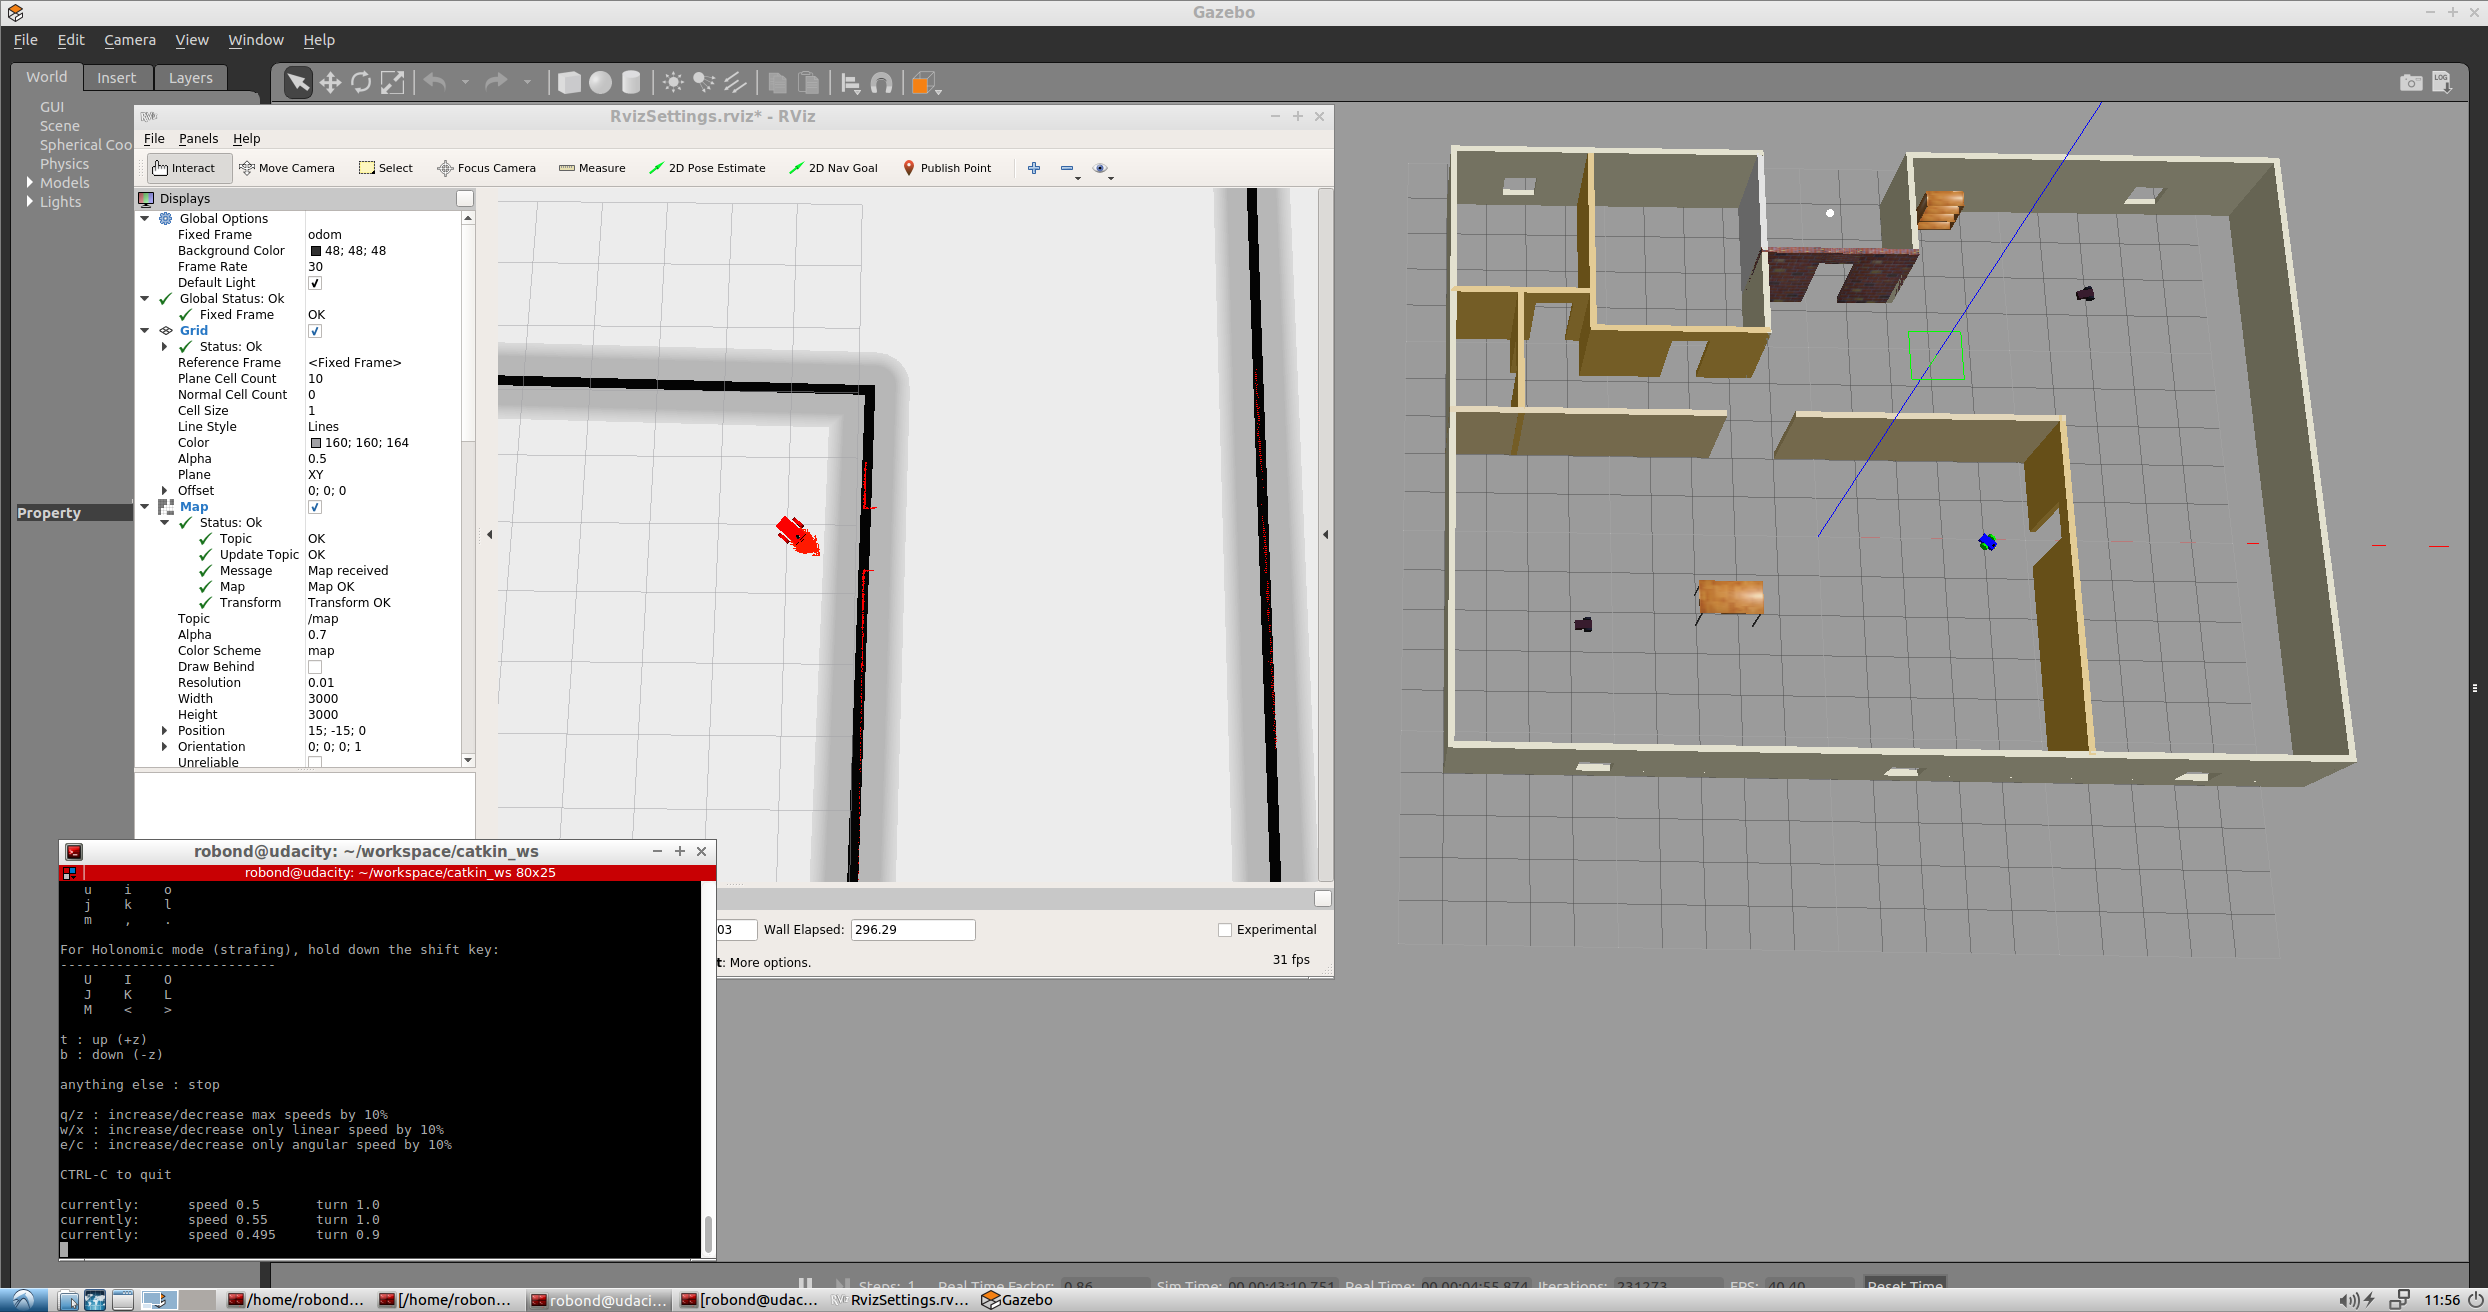 Gazebo
File Edit Camera View Window Help
World Insert Layers
GUI
Scene
Spherical Coo
Physics
Models
Lights
Property
RvizSettings.rviz* - RViz
File Panels Help
Interact Move Camera Select Focus Camera Measure 2D Pose Estimate 2D Nav Goal Publish Point
Displays
Global Options
Fixed Frame odom
Background Color 48; 48; 48
Frame Rate 30
Default Light
Global Status: Ok
Fixed Frame OK
Grid
Status: Ok
Reference Frame <Fixed Frame>
Plane Cell Count 10
Normal Cell Count 0
Cell Size 1
Line Style Lines
Color 160; 160; 164
Alpha 0.5
Plane XY
Offset 0; 0; 0
Map
Status: Ok
Topic OK
Update Topic OK
Message Map received
Map Map OK
Transform Transform OK
Topic /map
Alpha 0.7
Color Scheme map
Draw Behind
Resolution 0.01
Width 3000
Height 3000
Position 15; -15; 0
Orientation 0; 0; 0; 1
Unreliable
03 Wall Elapsed: 296.29 Experimental
t: More options. 31 fps
robond@udacity: ~/workspace/catkin_ws
robond@udacity: ~/workspace/catkin_ws 80x25
u i o
j k l
m , .
For Holonomic mode (strafing), hold down the shift key:
---------------------------
U I O
J K L
M < >
t : up (+z)
b : down (-z)
anything else : stop
q/z : increase/decrease max speeds by 10%
w/x : increase/decrease only linear speed by 10%
e/c : increase/decrease only angular speed by 10%
CTRL-C to quit
currently: speed 0.5 turn 1.0
currently: speed 0.55 turn 1.0
currently: speed 0.495 turn 0.9
Steps: 1 Real Time Factor: 0.86 Sim Time: 00 00:43:10.751 Real Time: 00 00:04:55.874 Iterations: 231273 FPS: 40.40 Reset Time
/home/robond... [/home/robon... robond@udaci... [robond@udac... RvizSettings.rv... Gazebo 11:56